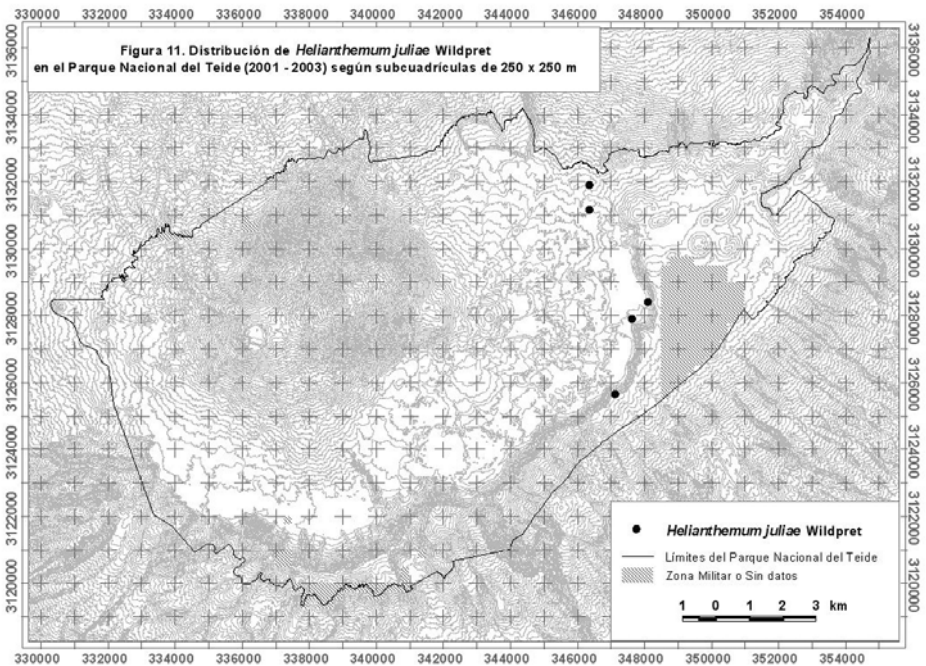 330000 332000 334000 336000 338000 340000 342000 344000 346000 348000 350000 352000 354000
Figura 11. Distribución de Helianthemum juliae Wildpret
en el Parque Nacional del Teide (2001 - 2003) según subcuadrículas de 250 x 250 m
3136000
3134000
3132000
3130000
3128000
3126000
3124000
3122000
3120000
3136000
3134000
3132000
3130000
3128000
3126000
3124000
3122000
3120000
Helianthemum juliae Wildpret
Límites del Parque Nacional del Teide
Zona Militar o Sin datos
1 0 1 2 3 km
330000 332000 334000 336000 338000 340000 342000 344000 346000 348000 350000 352000 354000